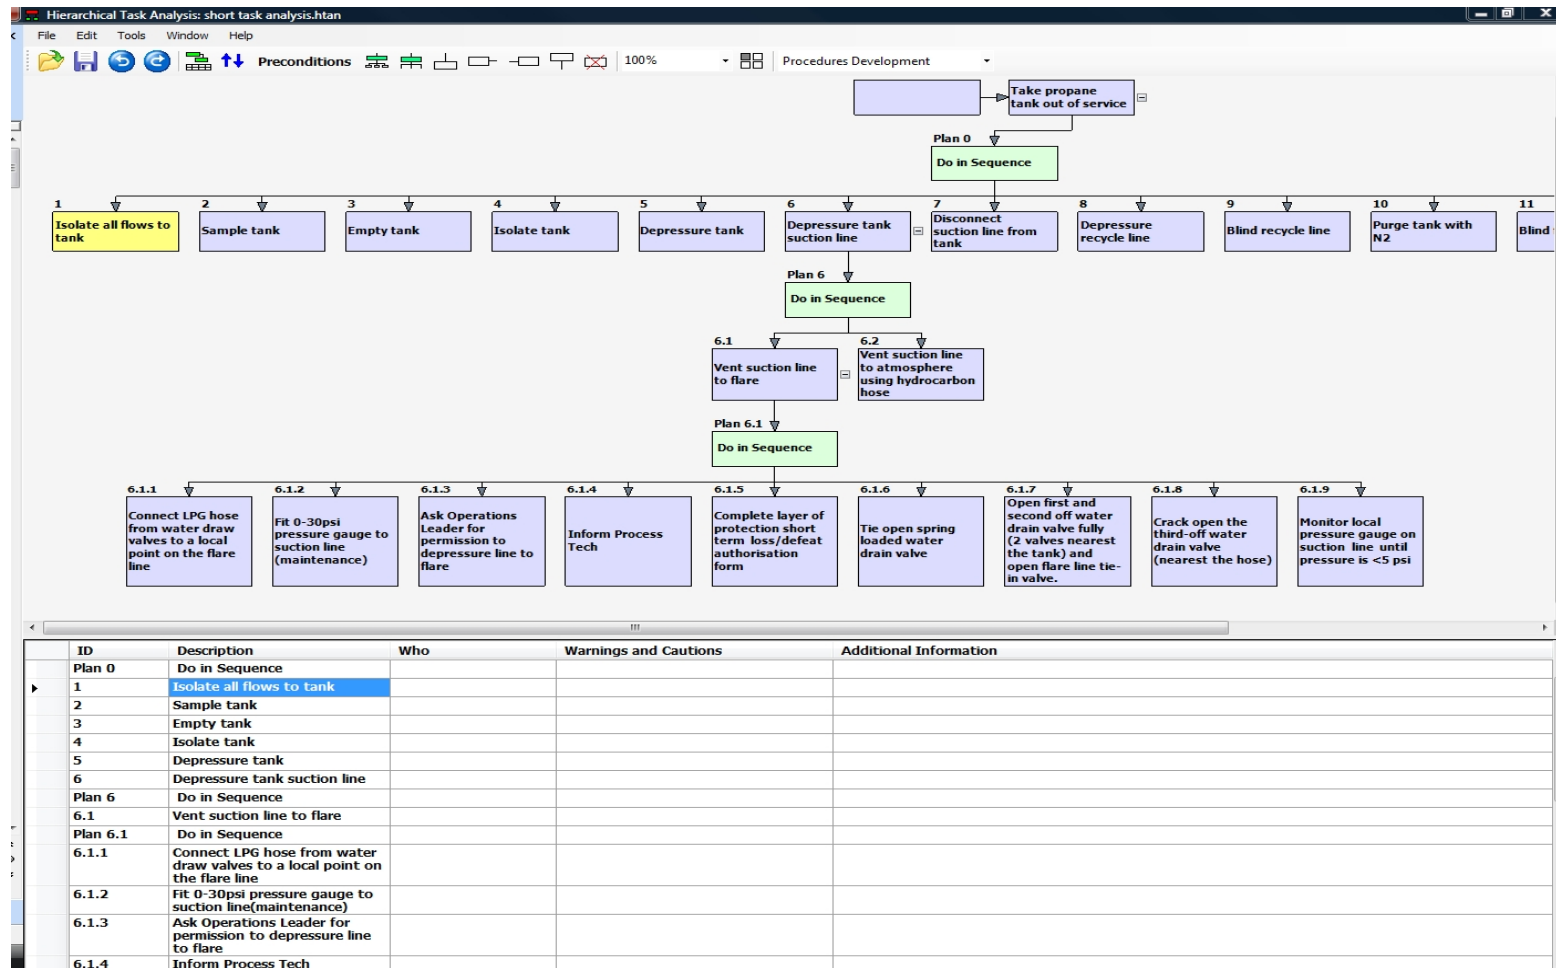 Hierarchical Task Analysis: short task analysis.htan
File Edit Tools Window Help
Preconditions 100% Procedures Development
Take propane
tank out of service
Plan 0
Do in Sequence
1
Isolate all flows to
tank
2
Sample tank
3
Empty tank
4
Isolate tank
5
Depressure tank
6
Depressure tank
suction line
7
Disconnect
suction line from
tank
8
Depressure
recycle line
9
Blind recycle line
10
Purge tank with
N2
11
Blind
Plan 6
Do in Sequence
6.1
Vent suction line
to flare
6.2
Vent suction line
to atmosphere
using hydrocarbon
hose
Plan 6.1
Do in Sequence
6.1.1
Connect LPG hose
from water draw
valves to a local
point on the flare
line
6.1.2
Fit 0-30psi
pressure gauge to
suction line
(maintenance)
6.1.3
Ask Operations
Leader for
permission to
depressure line to
flare
6.1.4
Inform Process
Tech
6.1.5
Complete layer of
protection short
term loss/defeat
authorisation
form
6.1.6
Tie open spring
loaded water
drain valve
6.1.7
Open first and
second off water
drain valve fully
(2 valves nearest
the tank) and
open flare line tie-
in valve.
6.1.8
Crack open the
third-off water
drain valve
(nearest the hose)
6.1.9
Monitor local
pressure gauge on
suction line until
pressure is <5 psi
ID Description Who Warnings and Cautions Additional Information
Plan 0 Do in Sequence
1 Isolate all flows to tank
2 Sample tank
3 Empty tank
4 Isolate tank
5 Depressure tank
6 Depressure tank suction line
Plan 6 Do in Sequence
6.1 Vent suction line to flare
Plan 6.1 Do in Sequence
6.1.1 Connect LPG hose from water
draw valves to a local point on
the flare line
6.1.2 Fit 0-30psi pressure gauge to
suction line(maintenance)
6.1.3 Ask Operations Leader for
permission to depressure line
to flare
6.1.4 Inform Process Tech